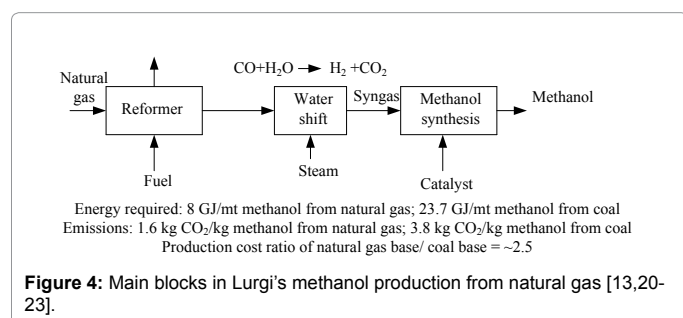 CO+H₂O → H₂ +CO₂
Natural
gas
Reformer
Water
shift
Syngas
Methanol
synthesis
Methanol
Fuel
Steam
Catalyst
Energy required: 8 GJ/mt methanol from natural gas; 23.7 GJ/mt methanol from coal
Emissions: 1.6 kg CO₂/kg methanol from natural gas; 3.8 kg CO₂/kg methanol from coal
Production cost ratio of natural gas base/ coal base = ~2.5
Figure 4: Main blocks in Lurgi’s methanol production from natural gas [13,20-
23].